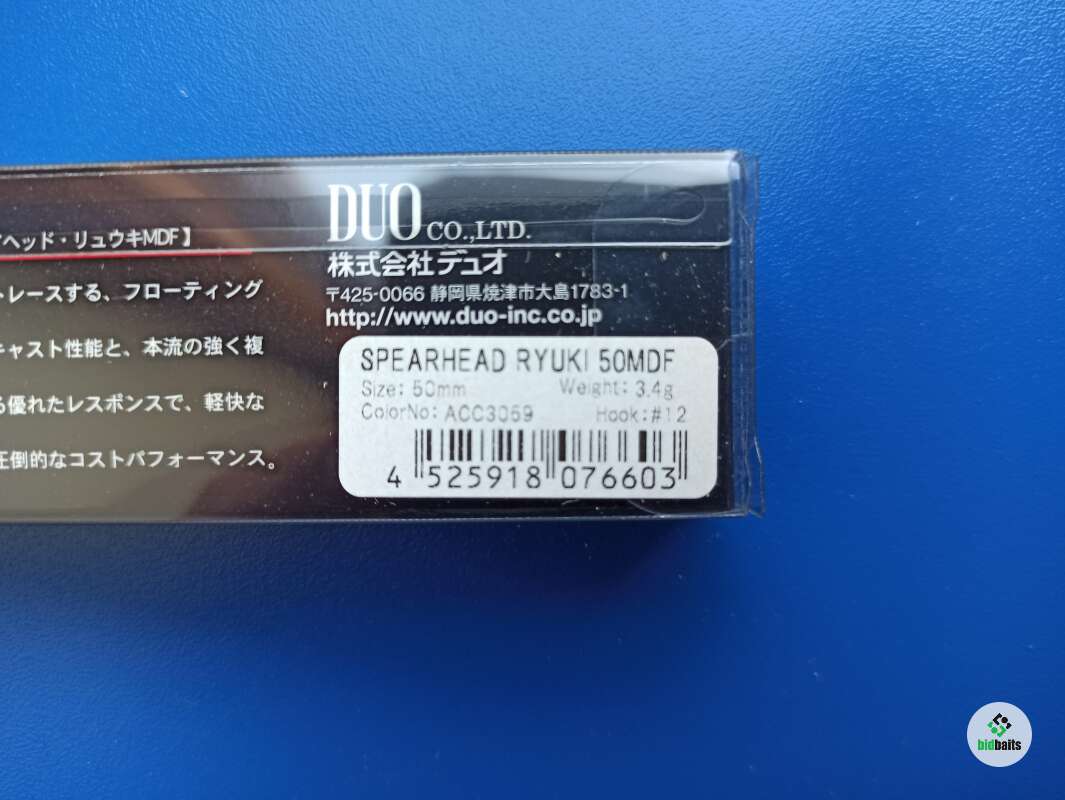 ヘッド・リュウキMDF】
トレースする、フローティング
キャスト性能と、本流の強く複
優れたレスポンスで、軽快な
圧倒的なコストパフォーマンス。
DUO CO.,LTD.
株式会社デュオ
〒425-0066 静岡県焼津市大島1783-1
http://www.duo-inc.co.jp
SPEARHEAD RYUKI 50MDF
Size: 50mm Weight: 3.4g
ColorNo: ACC3059 Hook:#12
4 525918 076603
bidbaits